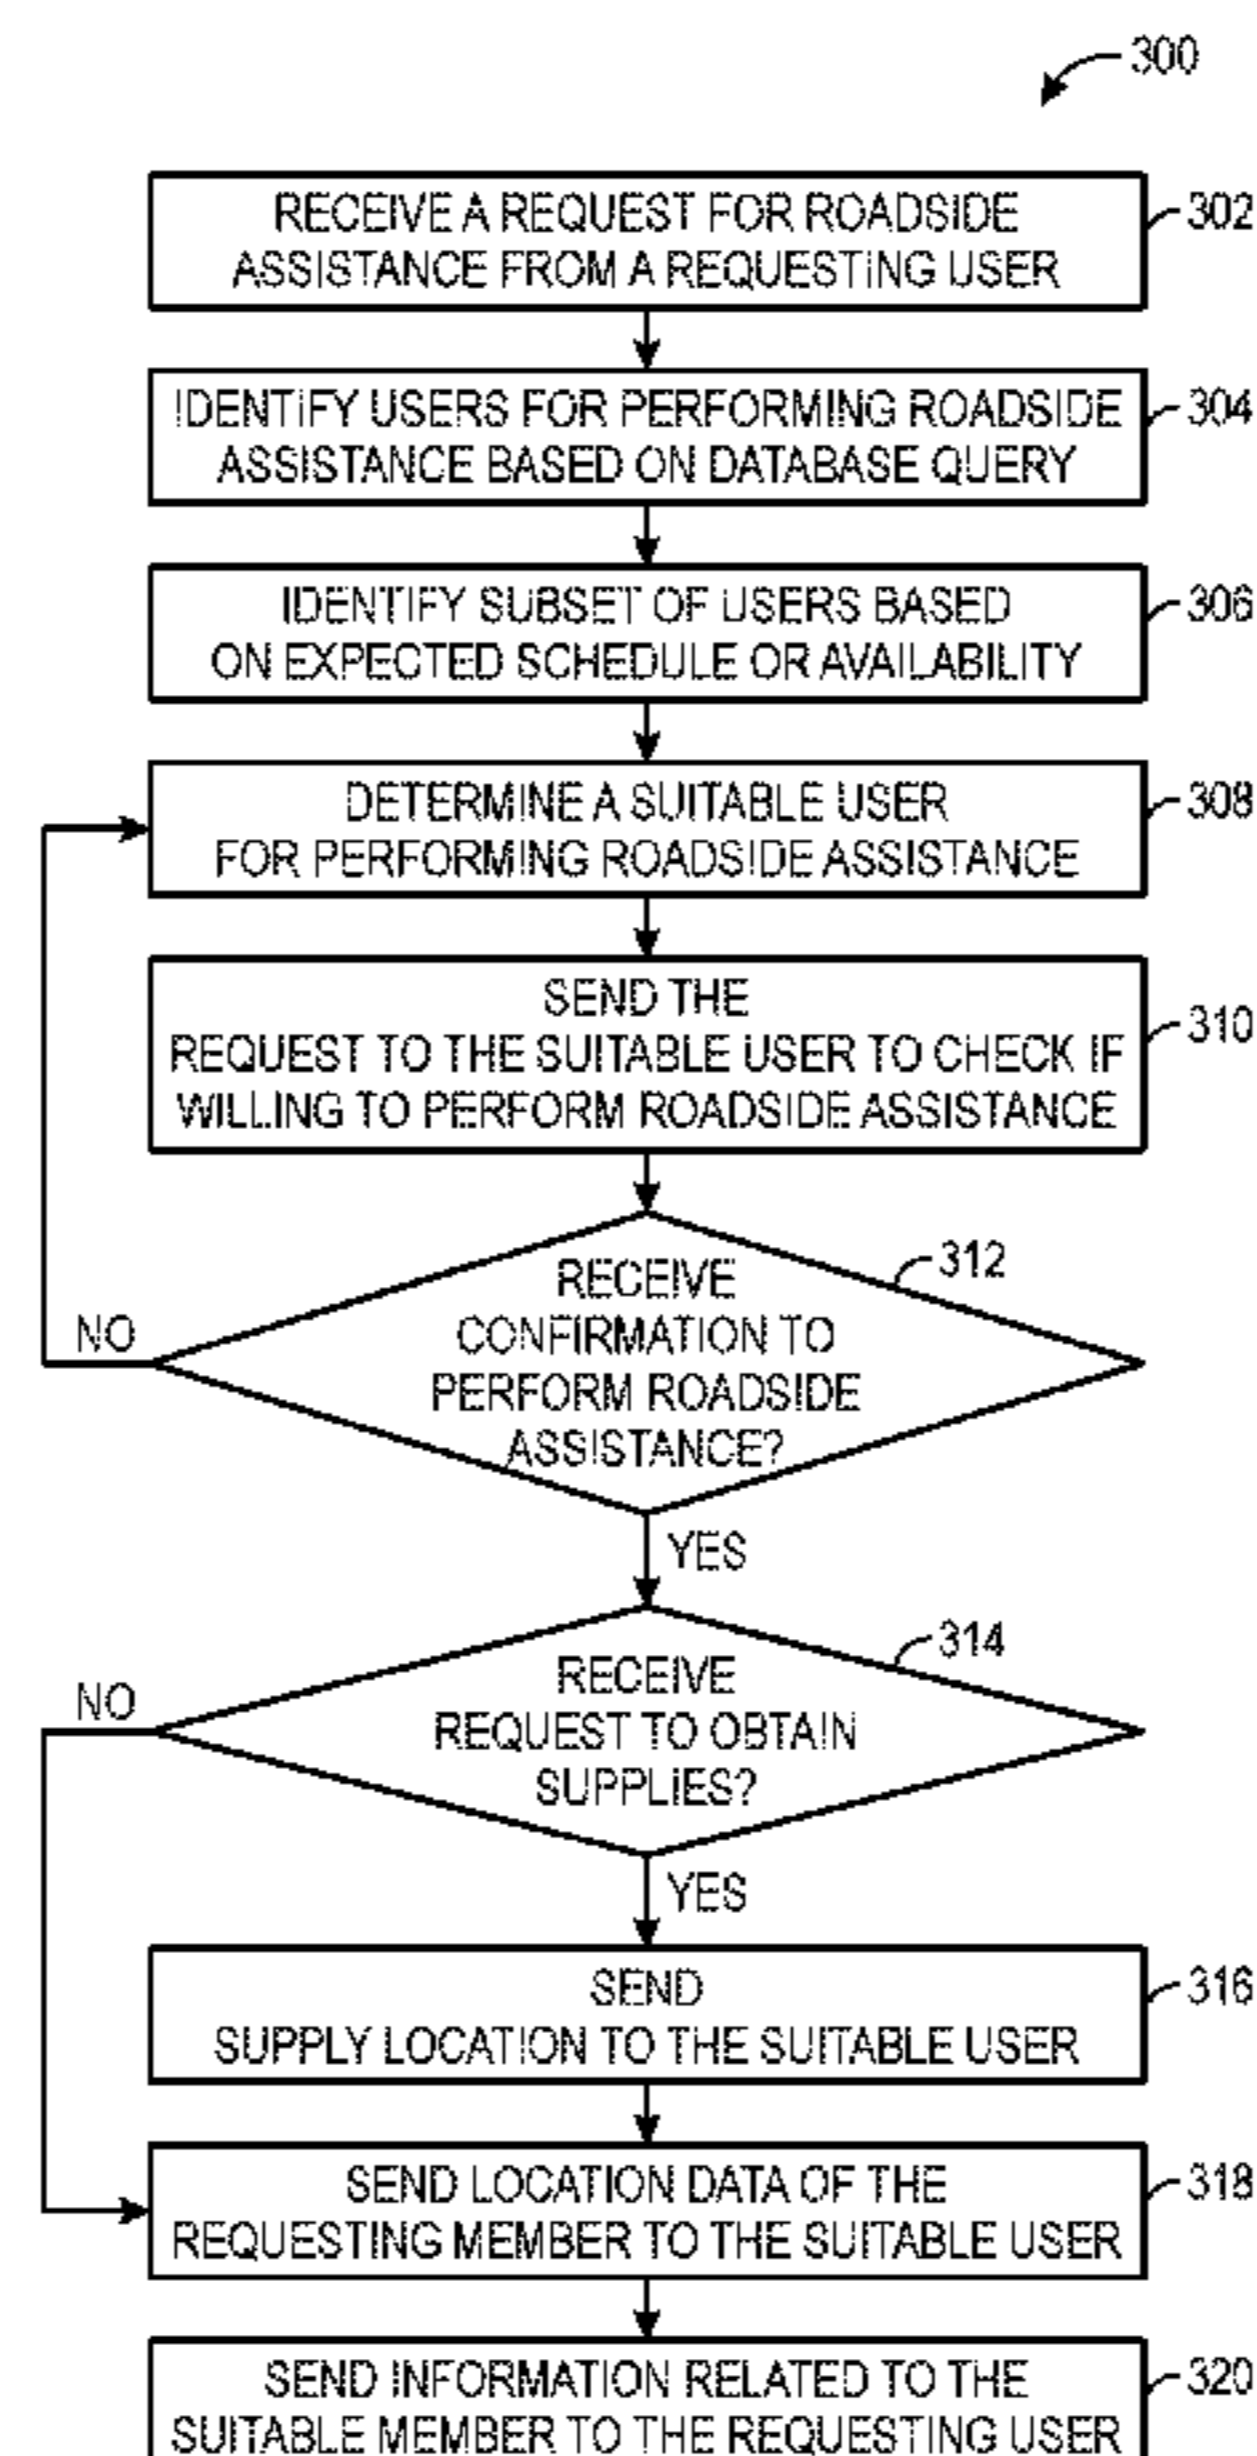 300
RECEIVE A REQUEST FOR ROADSIDE
ASSISTANCE FROM A REQUESTING USER
302
IDENTIFY USERS FOR PERFORMING ROADSIDE
ASSISTANCE BASED ON DATABASE QUERY
304
IDENTIFY SUBSET OF USERS BASED
ON EXPECTED SCHEDULE OR AVAILABILITY
306
DETERMINE A SUITABLE USER
FOR PERFORMING ROADSIDE ASSISTANCE
308
SEND THE
REQUEST TO THE SUITABLE USER TO CHECK IF
WILLING TO PERFORM ROADSIDE ASSISTANCE
310
RECEIVE
CONFIRMATION TO
PERFORM ROADSIDE
ASSISTANCE?
312
NO
YES
RECEIVE
REQUEST TO OBTAIN
SUPPLIES?
314
NO
YES
SEND
SUPPLY LOCATION TO THE SUITABLE USER
316
SEND LOCATION DATA OF THE
REQUESTING MEMBER TO THE SUITABLE USER
318
SEND INFORMATION RELATED TO THE
SUITABLE MEMBER TO THE REQUESTING USER
320